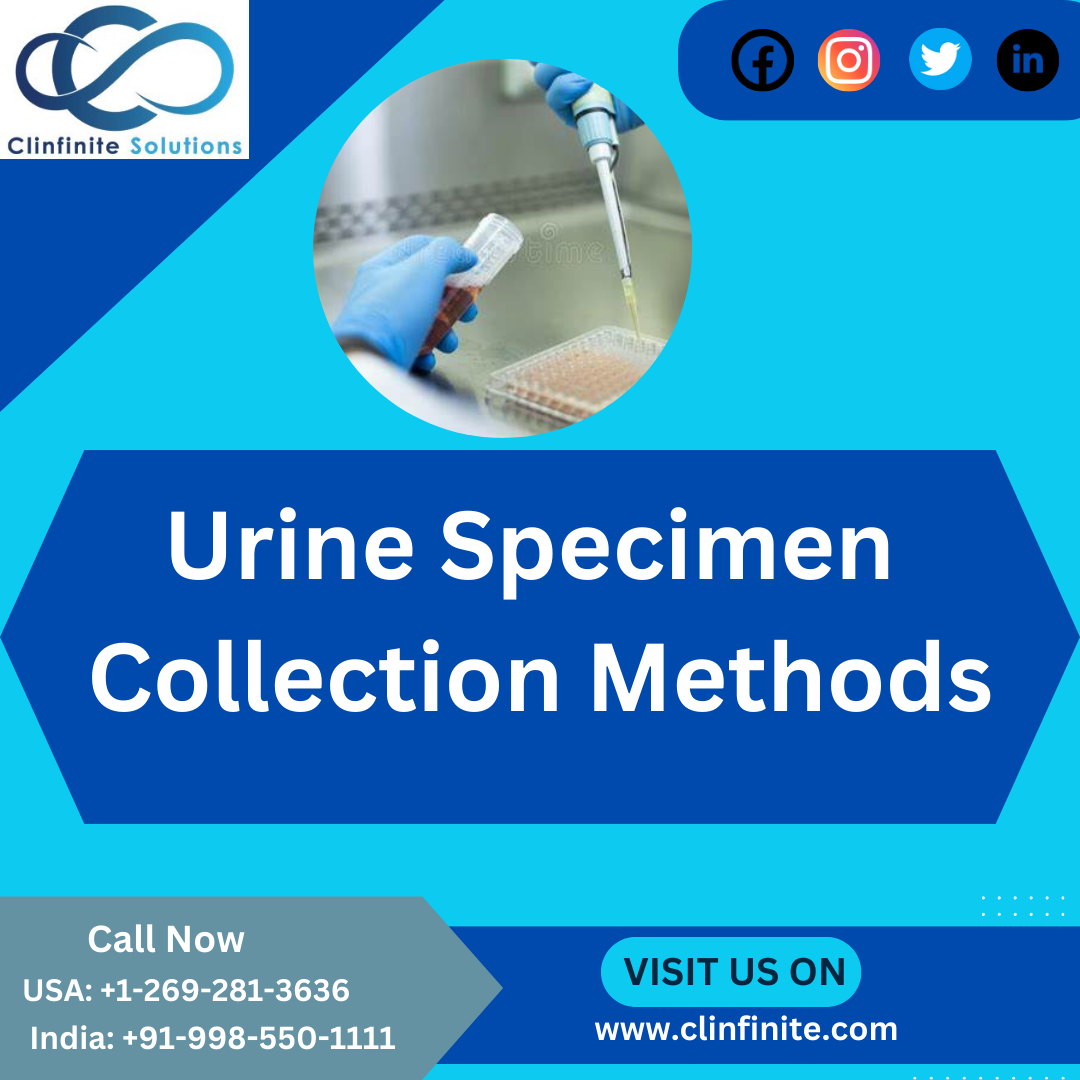 Clinfinite Solutions
Urine Specimen
Collection Methods
Call Now
USA: +1-269-281-3636
India: +91-998-550-1111
VISIT US ON
www.clinfinite.com